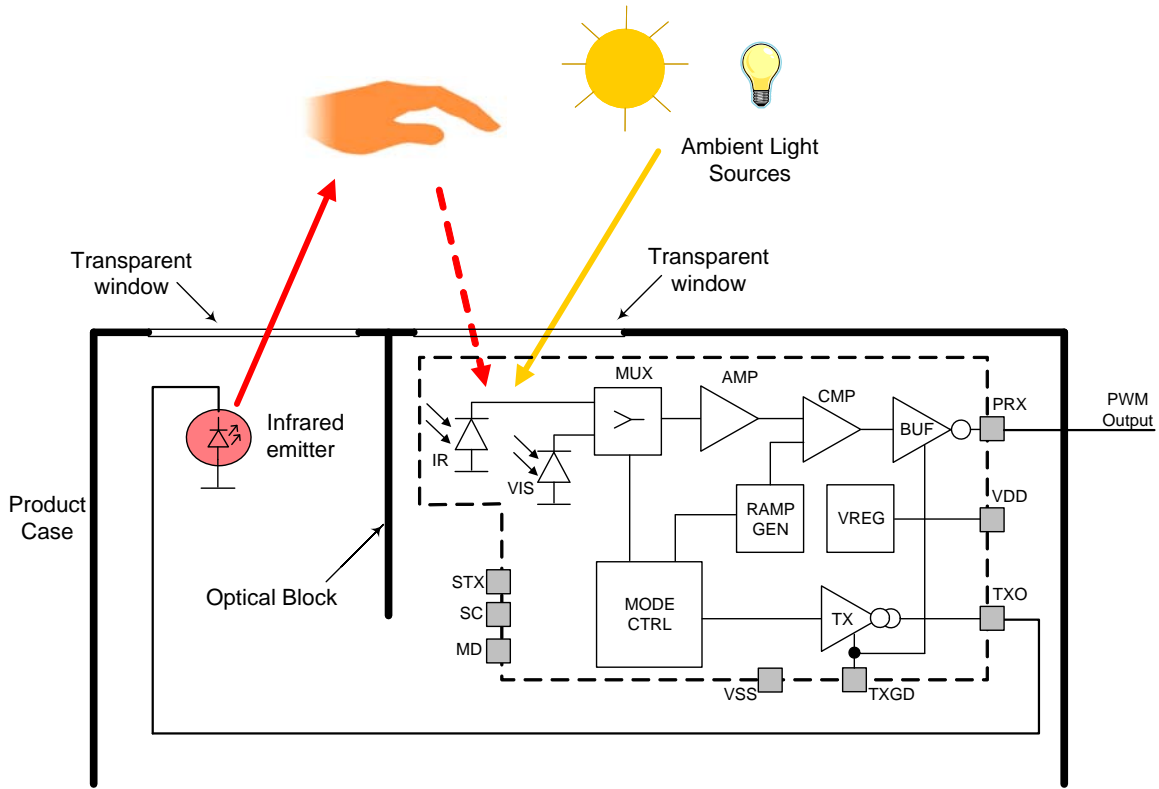 Ambient Light
Sources
Transparent
window
Transparent
window
MUX
AMP
CMP
PRX
PWM
Output
BUF
Infrared
emitter
IR
VIS
Product
Case
RAMP
GEN
VREG
VDD
Optical Block
STX
SC
MD
MODE
CTRL
TX
TXO
VSS
TXGD